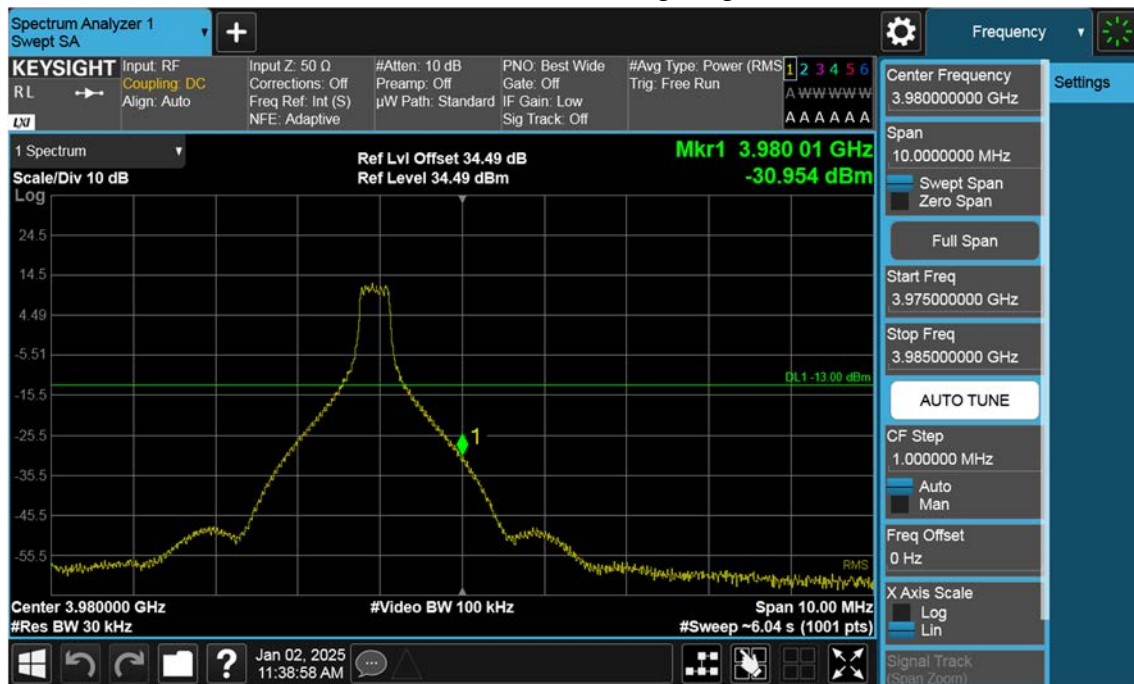 Spectrum Analyzer 1
Swept SA
Frequency
KEYSIGHT
RL
LXI
Input: RF
Coupling: DC
Align: Auto
Input Z: 50 Ω
Corrections: Off
Freq Ref: Int (S)
NFE: Adaptive
#Atten: 10 dB
Preamp: Off
µW Path: Standard
PNO: Best Wide
Gate: Off
IF Gain: Low
Sig Track: Off
#Avg Type: Power (RMS
Trig: Free Run
1 2 3 4 5 6
A W W W W W
A A A A A A
1 Spectrum
Scale/Div 10 dB
Ref Lvl Offset 34.49 dB
Ref Level 34.49 dBm
Mkr1 3.980 01 GHz
-30.954 dBm
Log
24.5
14.5
4.49
-5.51
-15.5
-25.5
-35.5
-45.5
-55.5
DL1 -13.00 dBm
1
RMS
Center 3.980000 GHz
#Video BW 100 kHz
Span 10.00 MHz
#Res BW 30 kHz
#Sweep ~6.04 s (1001 pts)
Center Frequency
3.980000000 GHz
Settings
Span
10.0000000 MHz
Swept Span
Zero Span
Full Span
Start Freq
3.975000000 GHz
Stop Freq
3.985000000 GHz
AUTO TUNE
CF Step
1.000000 MHz
Auto
Man
Freq Offset
0 Hz
X Axis Scale
Log
Lin
Signal Track
(Span Zoom)
Jan 02, 2025
11:38:58 AM